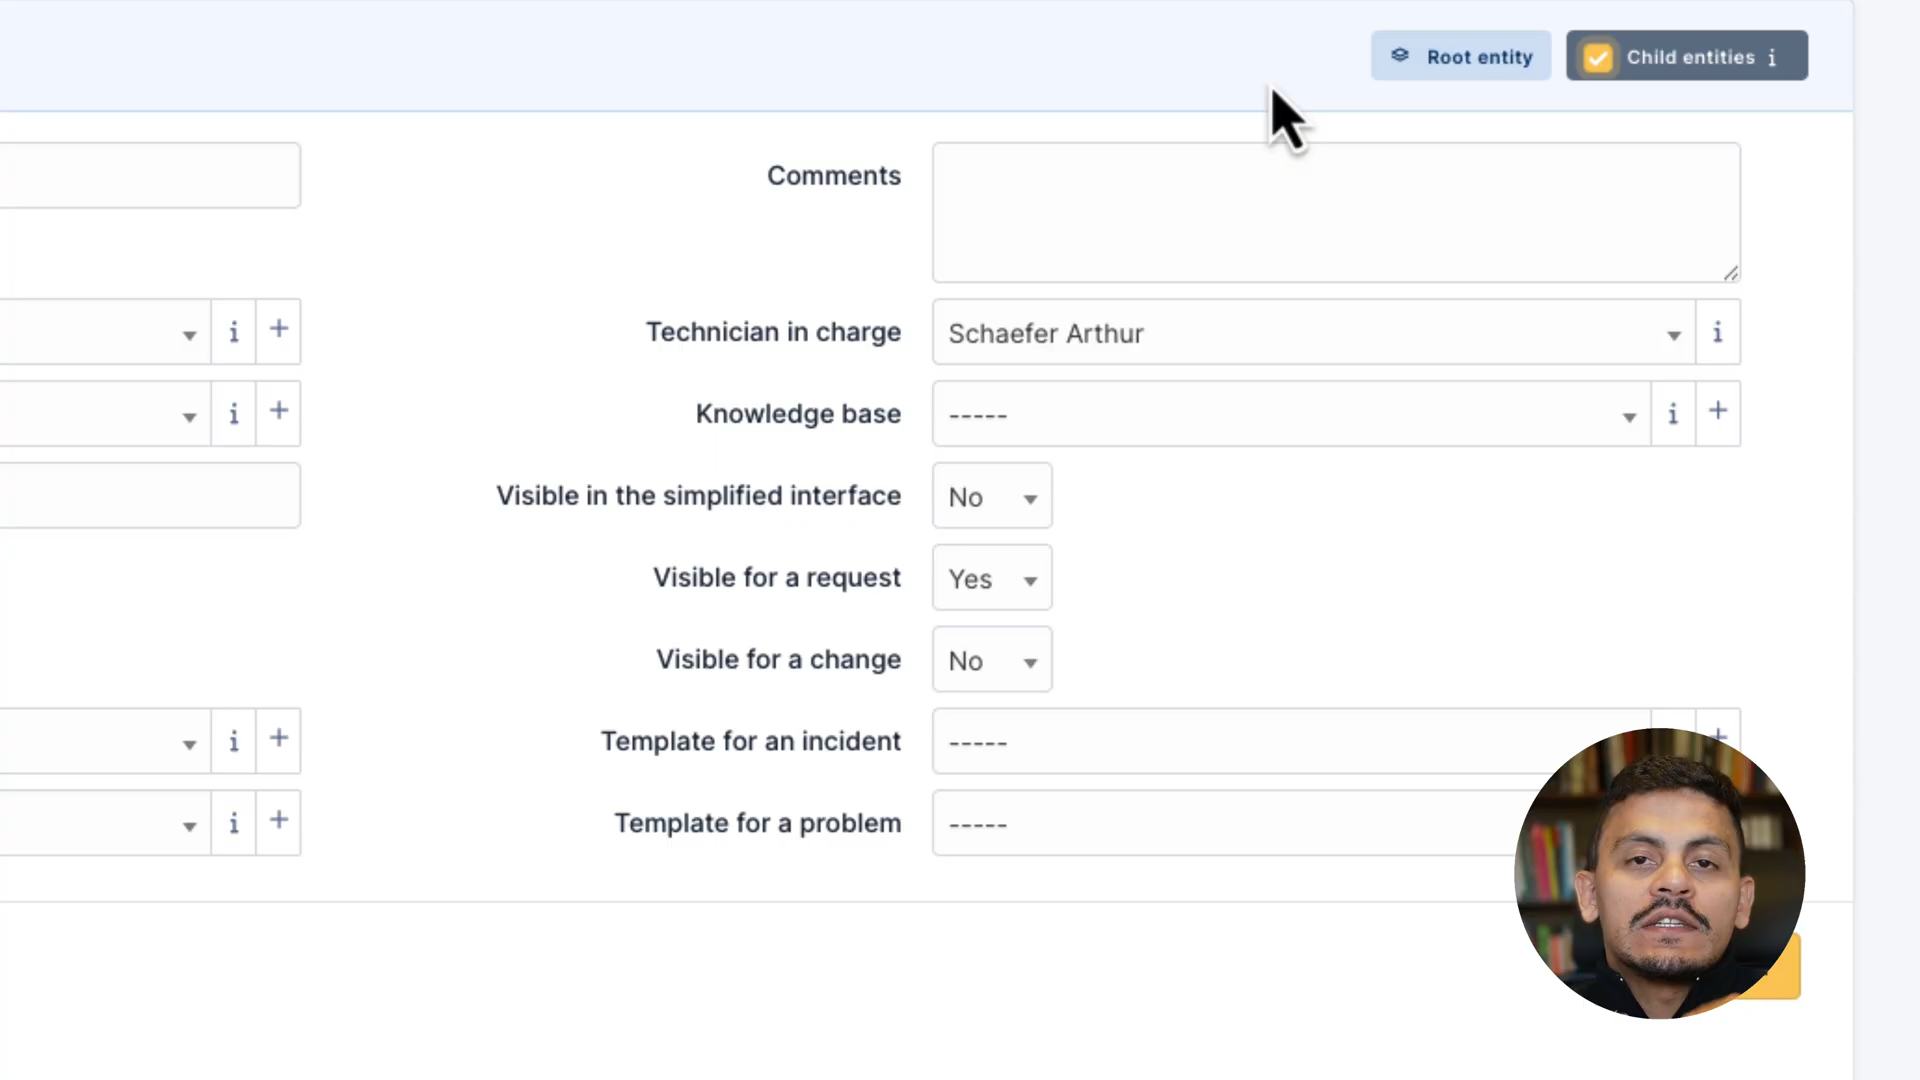 Root entity
Child entities i
Comments
i +
Technician in charge
Schaefer Arthur
i
i +
Knowledge base
-----
i +
Visible in the simplified interface
No
Visible for a request
Yes
Visible for a change
No
i +
Template for an incident
-----
+
i +
Template for a problem
-----